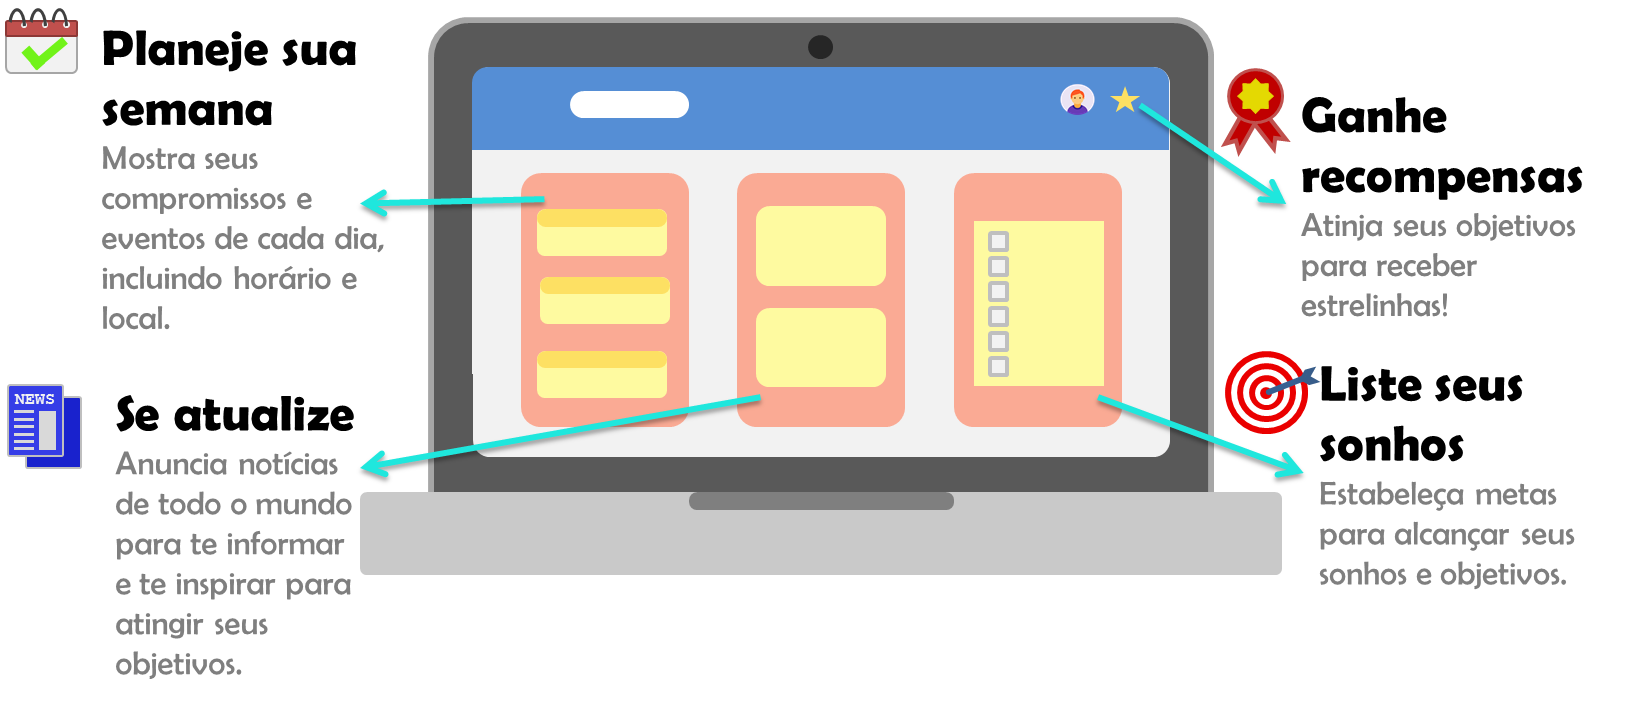 Planeje sua
semana
Mostra seus
compromissos e
eventos de cada dia,
incluindo horário e
local.
NEWS
Se atualize
Anuncia notícias
de todo o mundo
para te informar
e te inspirar para
atingir seus
objetivos.
Ganhe
recompensas
Atinja seus objetivos
para receber
estrelinhas!
Liste seus
sonhos
Estabeleça metas
para alcançar seus
sonhos e objetivos.